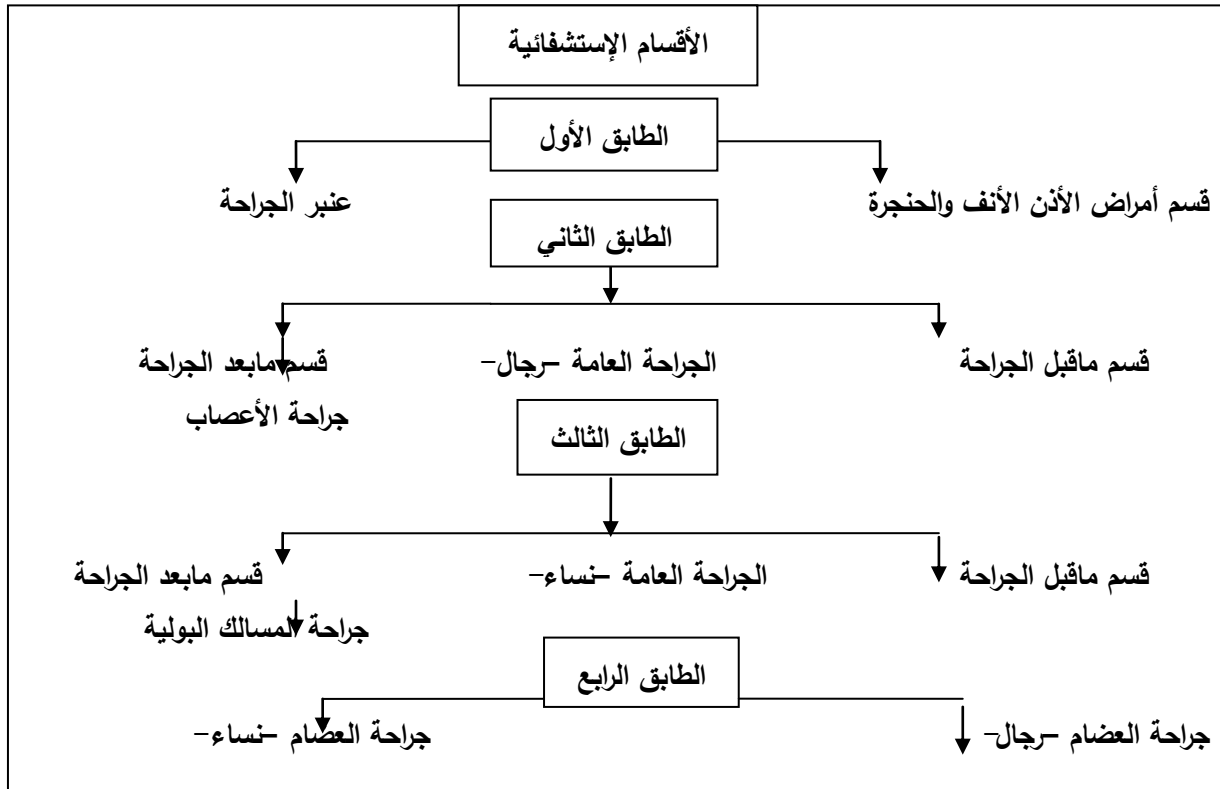 الأقسام الإستشفائية
الطابق الأول
قسم أمراض الأذن الأنف والحنجرة
عنبر الجراحة
الطابق الثاني
قسم ماقبل الجراحة
الجراحة العامة –رجال-
قسم مابعد الجراحة
جراحة الأعصاب
الطابق الثالث
قسم ماقبل الجراحة
الجراحة العامة –نساء-
قسم مابعد الجراحة
جراحة المسالك البولية
الطابق الرابع
جراحة العضام –رجال-
جراحة العضام –نساء-